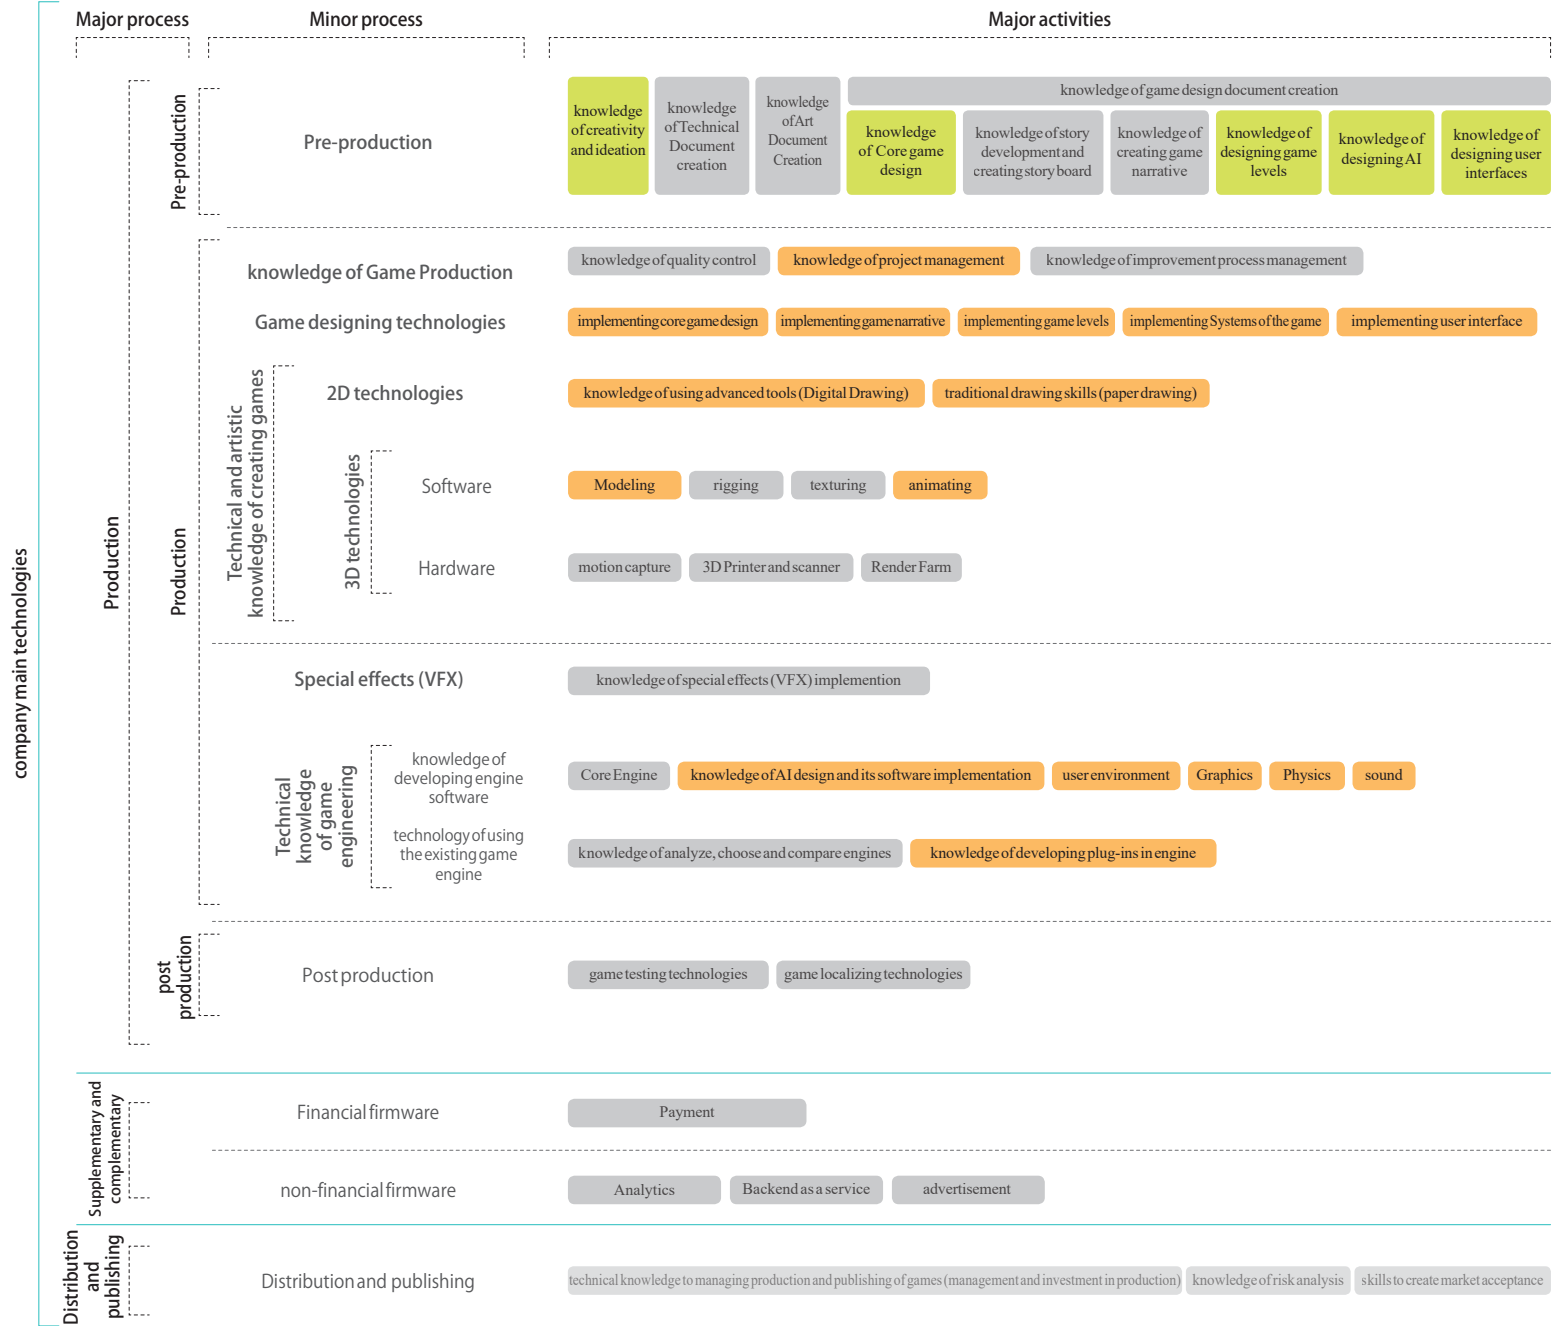 Major process
Minor process
Major activities
company main technologies
Production
Pre-production
Pre-production
knowledge
of creativity
and ideation
knowledge
of Technical
Document
creation
knowledge
of Art
Document
Creation
knowledge of game design document creation
knowledge
of Core game
design
knowledge of story
development and
creating story board
knowledge of
creating game
narrative
knowledge of
designing game
levels
knowledge of
designing AI
knowledge of
designing user
interfaces
Production
knowledge of Game Production
knowledge of quality control
knowledge of project management
knowledge of improvement process management
Game designing technologies
implementing core game design
implementing game narrative
implementing game levels
implementing Systems of the game
implementing user interface
Technical and artistic
knowledge of creating games
2D technologies
knowledge of using advanced tools (Digital Drawing)
traditional drawing skills (paper drawing)
3D technologies
Software
Modeling
rigging
texturing
animating
Hardware
motion capture
3D Printer and scanner
Render Farm
Special effects (VFX)
knowledge of special effects (VFX) implemention
Technical
knowledge
of game
engineering
knowledge of
developing engine
software
Core Engine
knowledge of AI design and its software implementation
user environment
Graphics
Physics
sound
technology of using
the existing game
engine
knowledge of analyze, choose and compare engines
knowledge of developing plug-ins in engine
post
production
Post production
game testing technologies
game localizing technologies
Supplementary and
complementary
Financial firmware
Payment
non-financial firmware
Analytics
Backend as a service
advertisement
Distribution
and
publishing
Distribution and publishing
technical knowledge to managing production and publishing of games (management and investment in production)
knowledge of risk analysis
skills to create market acceptance